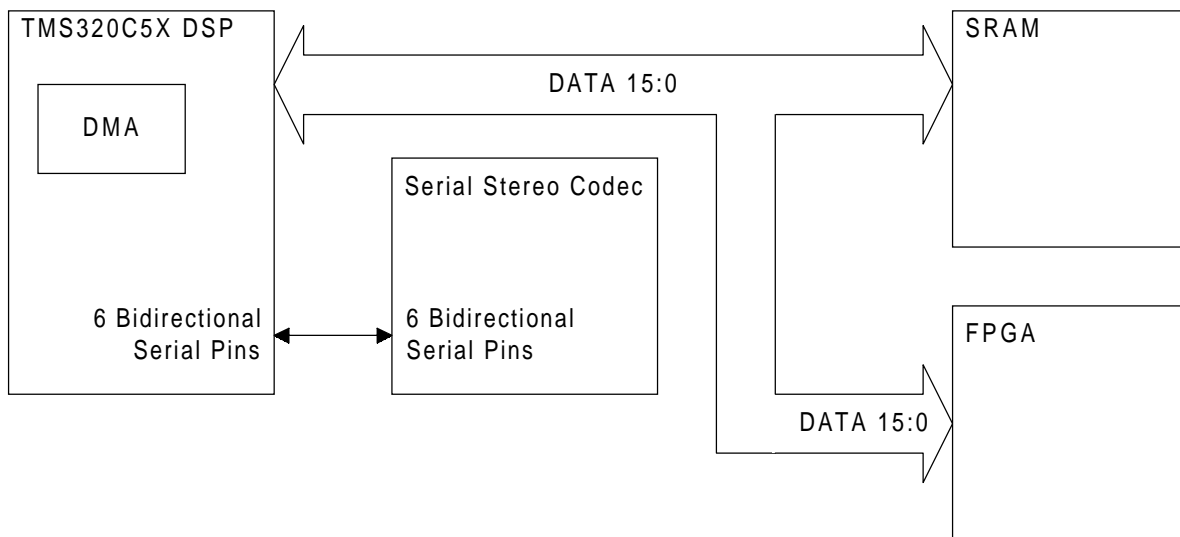 TMS320C5X DSP
DMA
DATA 15:0
SRAM
Serial Stereo Codec
6 Bidirectional
Serial Pins
6 Bidirectional
Serial Pins
FPGA
DATA 15:0